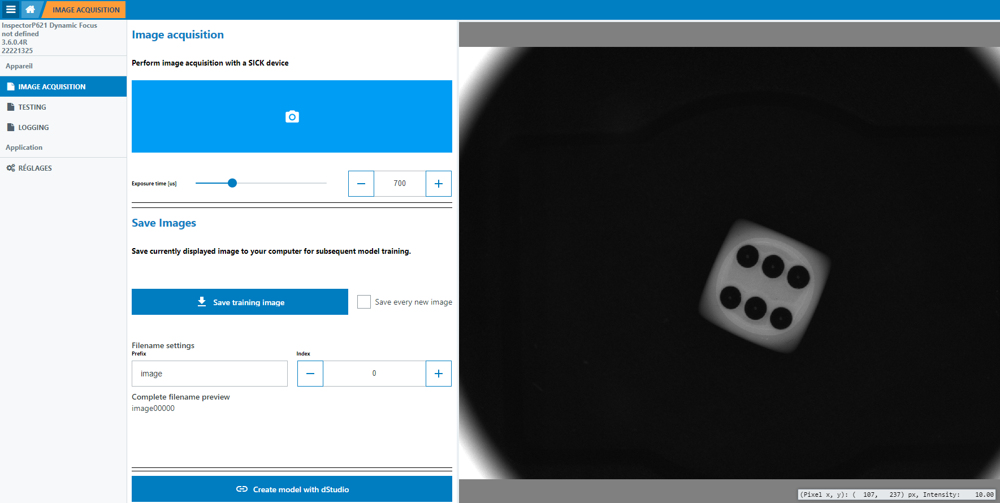 IMAGE ACQUISITION
InspectorP621 Dynamic Focus
not defined
3.6.0.4R
22221325
Appareil
IMAGE ACQUISITION
TESTING
LOGGING
Application
RÉGLAGES
Image acquisition
Perform image acquisition with a SICK device
Exposure time [us]
700
Save Images
Save currently displayed image to your computer for subsequent model training.
Save training image
Save every new image
Filename settings
Prefix
Index
image
0
Complete filename preview
image00000
Create model with dStudio
(Pixel x, y): ( 107, 237) px, Intensity: 10.00